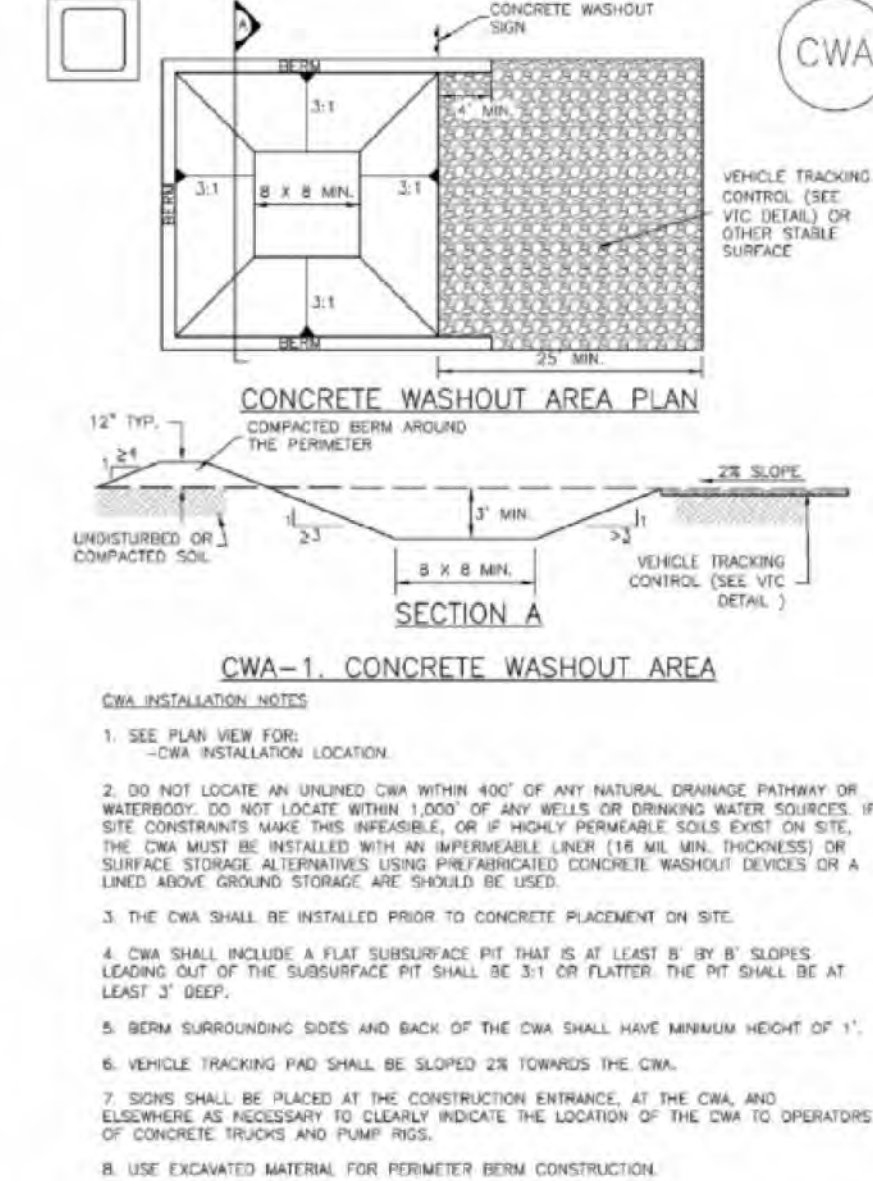 CONCRETE WASHOUT
SIGN
A
CWA
BERM
3:1
4' MIN.
VEHICLE TRACKING
CONTROL (SEE
VTC DETAIL) OR
OTHER STABLE
SURFACE
BERM
3:1
8 X 8 MIN.
3:1
3:1
BERM
25' MIN.
CONCRETE WASHOUT AREA PLAN
12" TYP.
COMPACTED BERM AROUND
THE PERIMETER
1
≥4
2% SLOPE
UNDISTURBED OR
COMPACTED SOIL
1
≥3
3' MIN.
>3
1
8 X 8 MIN.
VEHICLE TRACKING
CONTROL (SEE VTC
DETAIL )
SECTION A
CWA-1. CONCRETE WASHOUT AREA
CWA INSTALLATION NOTES
1. SEE PLAN VIEW FOR:
-CWA INSTALLATION LOCATION.
2. DO NOT LOCATE AN UNLINED CWA WITHIN 400' OF ANY NATURAL DRAINAGE PATHWAY OR
WATERBODY. DO NOT LOCATE WITHIN 1,000' OF ANY WELLS OR DRINKING WATER SOURCES. IF
SITE CONSTRAINTS MAKE THIS INFEASIBLE, OR IF HIGHLY PERMEABLE SOILS EXIST ON SITE,
THE CWA MUST BE INSTALLED WITH AN IMPERMEABLE LINER (16 MIL MIN. THICKNESS) OR
SURFACE STORAGE ALTERNATIVES USING PREFABRICATED CONCRETE WASHOUT DEVICES OR A
LINED ABOVE GROUND STORAGE ARE SHOULD BE USED.
3. THE CWA SHALL BE INSTALLED PRIOR TO CONCRETE PLACEMENT ON SITE.
4. CWA SHALL INCLUDE A FLAT SUBSURFACE PIT THAT IS AT LEAST 8' BY 8' SLOPES
LEADING OUT OF THE SUBSURFACE PIT SHALL BE 3:1 OR FLATTER. THE PIT SHALL BE AT
LEAST 3' DEEP.
5. BERM SURROUNDING SIDES AND BACK OF THE CWA SHALL HAVE MINIMUM HEIGHT OF 1'.
6. VEHICLE TRACKING PAD SHALL BE SLOPED 2% TOWARDS THE CWA.
7. SIGNS SHALL BE PLACED AT THE CONSTRUCTION ENTRANCE, AT THE CWA, AND
ELSEWHERE AS NECESSARY TO CLEARLY INDICATE THE LOCATION OF THE CWA TO OPERATORS
OF CONCRETE TRUCKS AND PUMP RIGS.
8. USE EXCAVATED MATERIAL FOR PERIMETER BERM CONSTRUCTION.